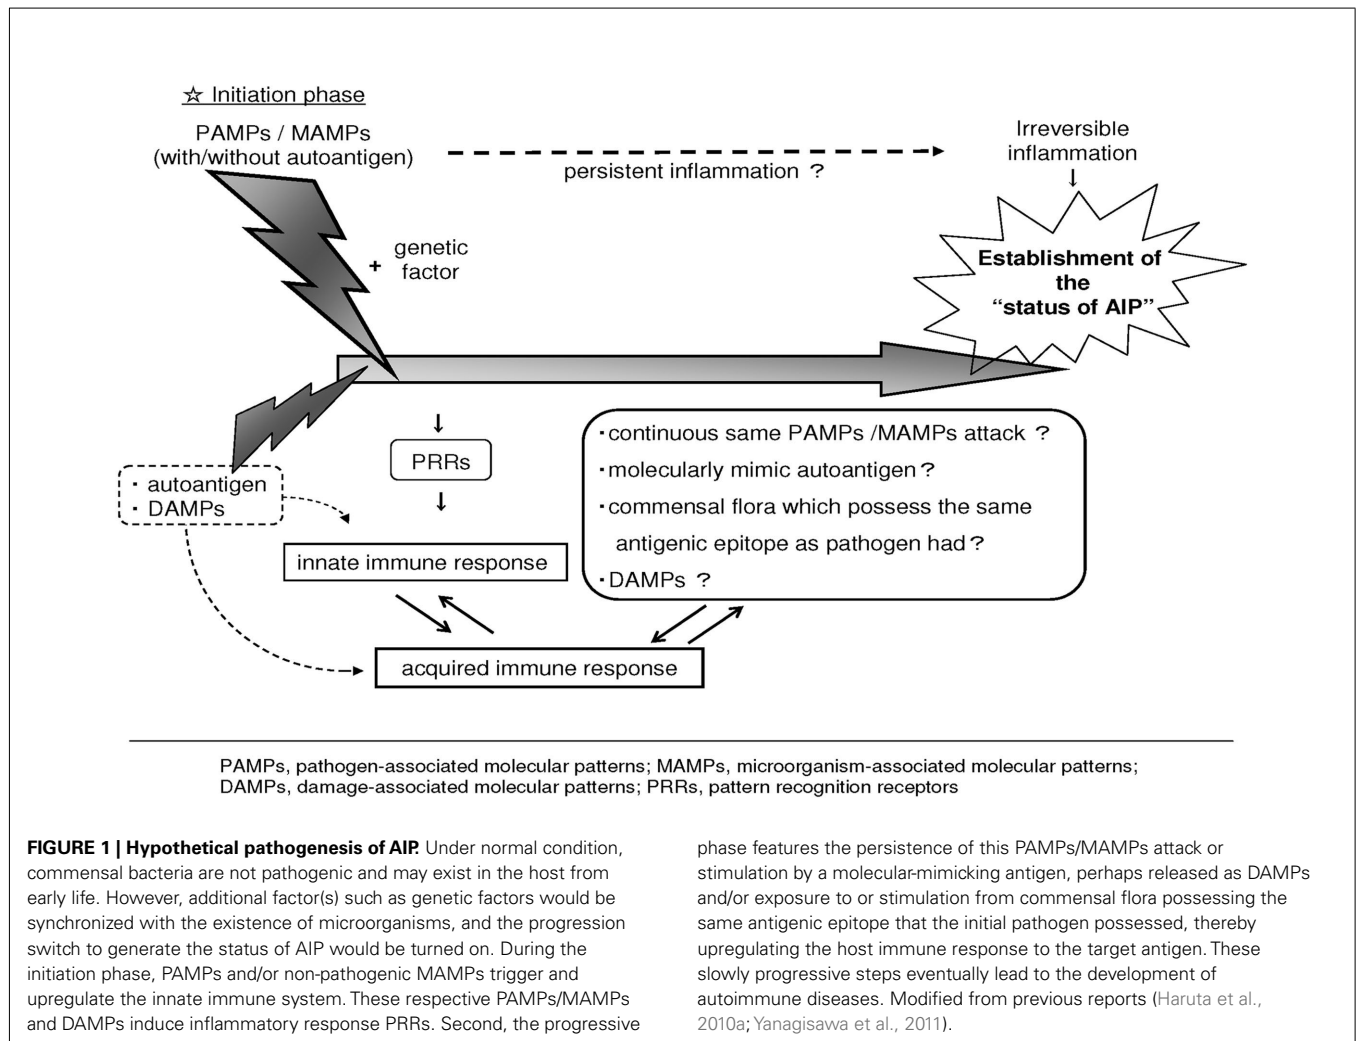 ☆ Initiation phase
PAMPs / MAMPs
(with/without autoantigen)
persistent inflammation ?
Irreversible
inflammation
↓
Establishment of
the
“status of AIP”
+ genetic
factor
↓
PRRs
↓
・autoantigen
・DAMPs
innate immune response
acquired immune response
・continuous same PAMPs /MAMPs attack ?
・molecularly mimic autoantigen ?
・commensal flora which possess the same
antigenic epitope as pathogen had ?
・DAMPs ?
PAMPs, pathogen-associated molecular patterns; MAMPs, microorganism-associated molecular patterns;
DAMPs, damage-associated molecular patterns; PRRs, pattern recognition receptors
FIGURE 1 | Hypothetical pathogenesis of AIP. Under normal condition,
commensal bacteria are not pathogenic and may exist in the host from
early life. However, additional factor(s) such as genetic factors would be
synchronized with the existence of microorganisms, and the progression
switch to generate the status of AIP would be turned on. During the
initiation phase, PAMPs and/or non-pathogenic MAMPs trigger and
upregulate the innate immune system. These respective PAMPs/MAMPs
and DAMPs induce inflammatory response PRRs. Second, the progressive
phase features the persistence of this PAMPs/MAMPs attack or
stimulation by a molecular-mimicking antigen, perhaps released as DAMPs
and/or exposure to or stimulation from commensal flora possessing the
same antigenic epitope that the initial pathogen possessed, thereby
upregulating the host immune response to the target antigen. These
slowly progressive steps eventually lead to the development of
autoimmune diseases. Modified from previous reports (Haruta et al.,
2010a; Yanagisawa et al., 2011).